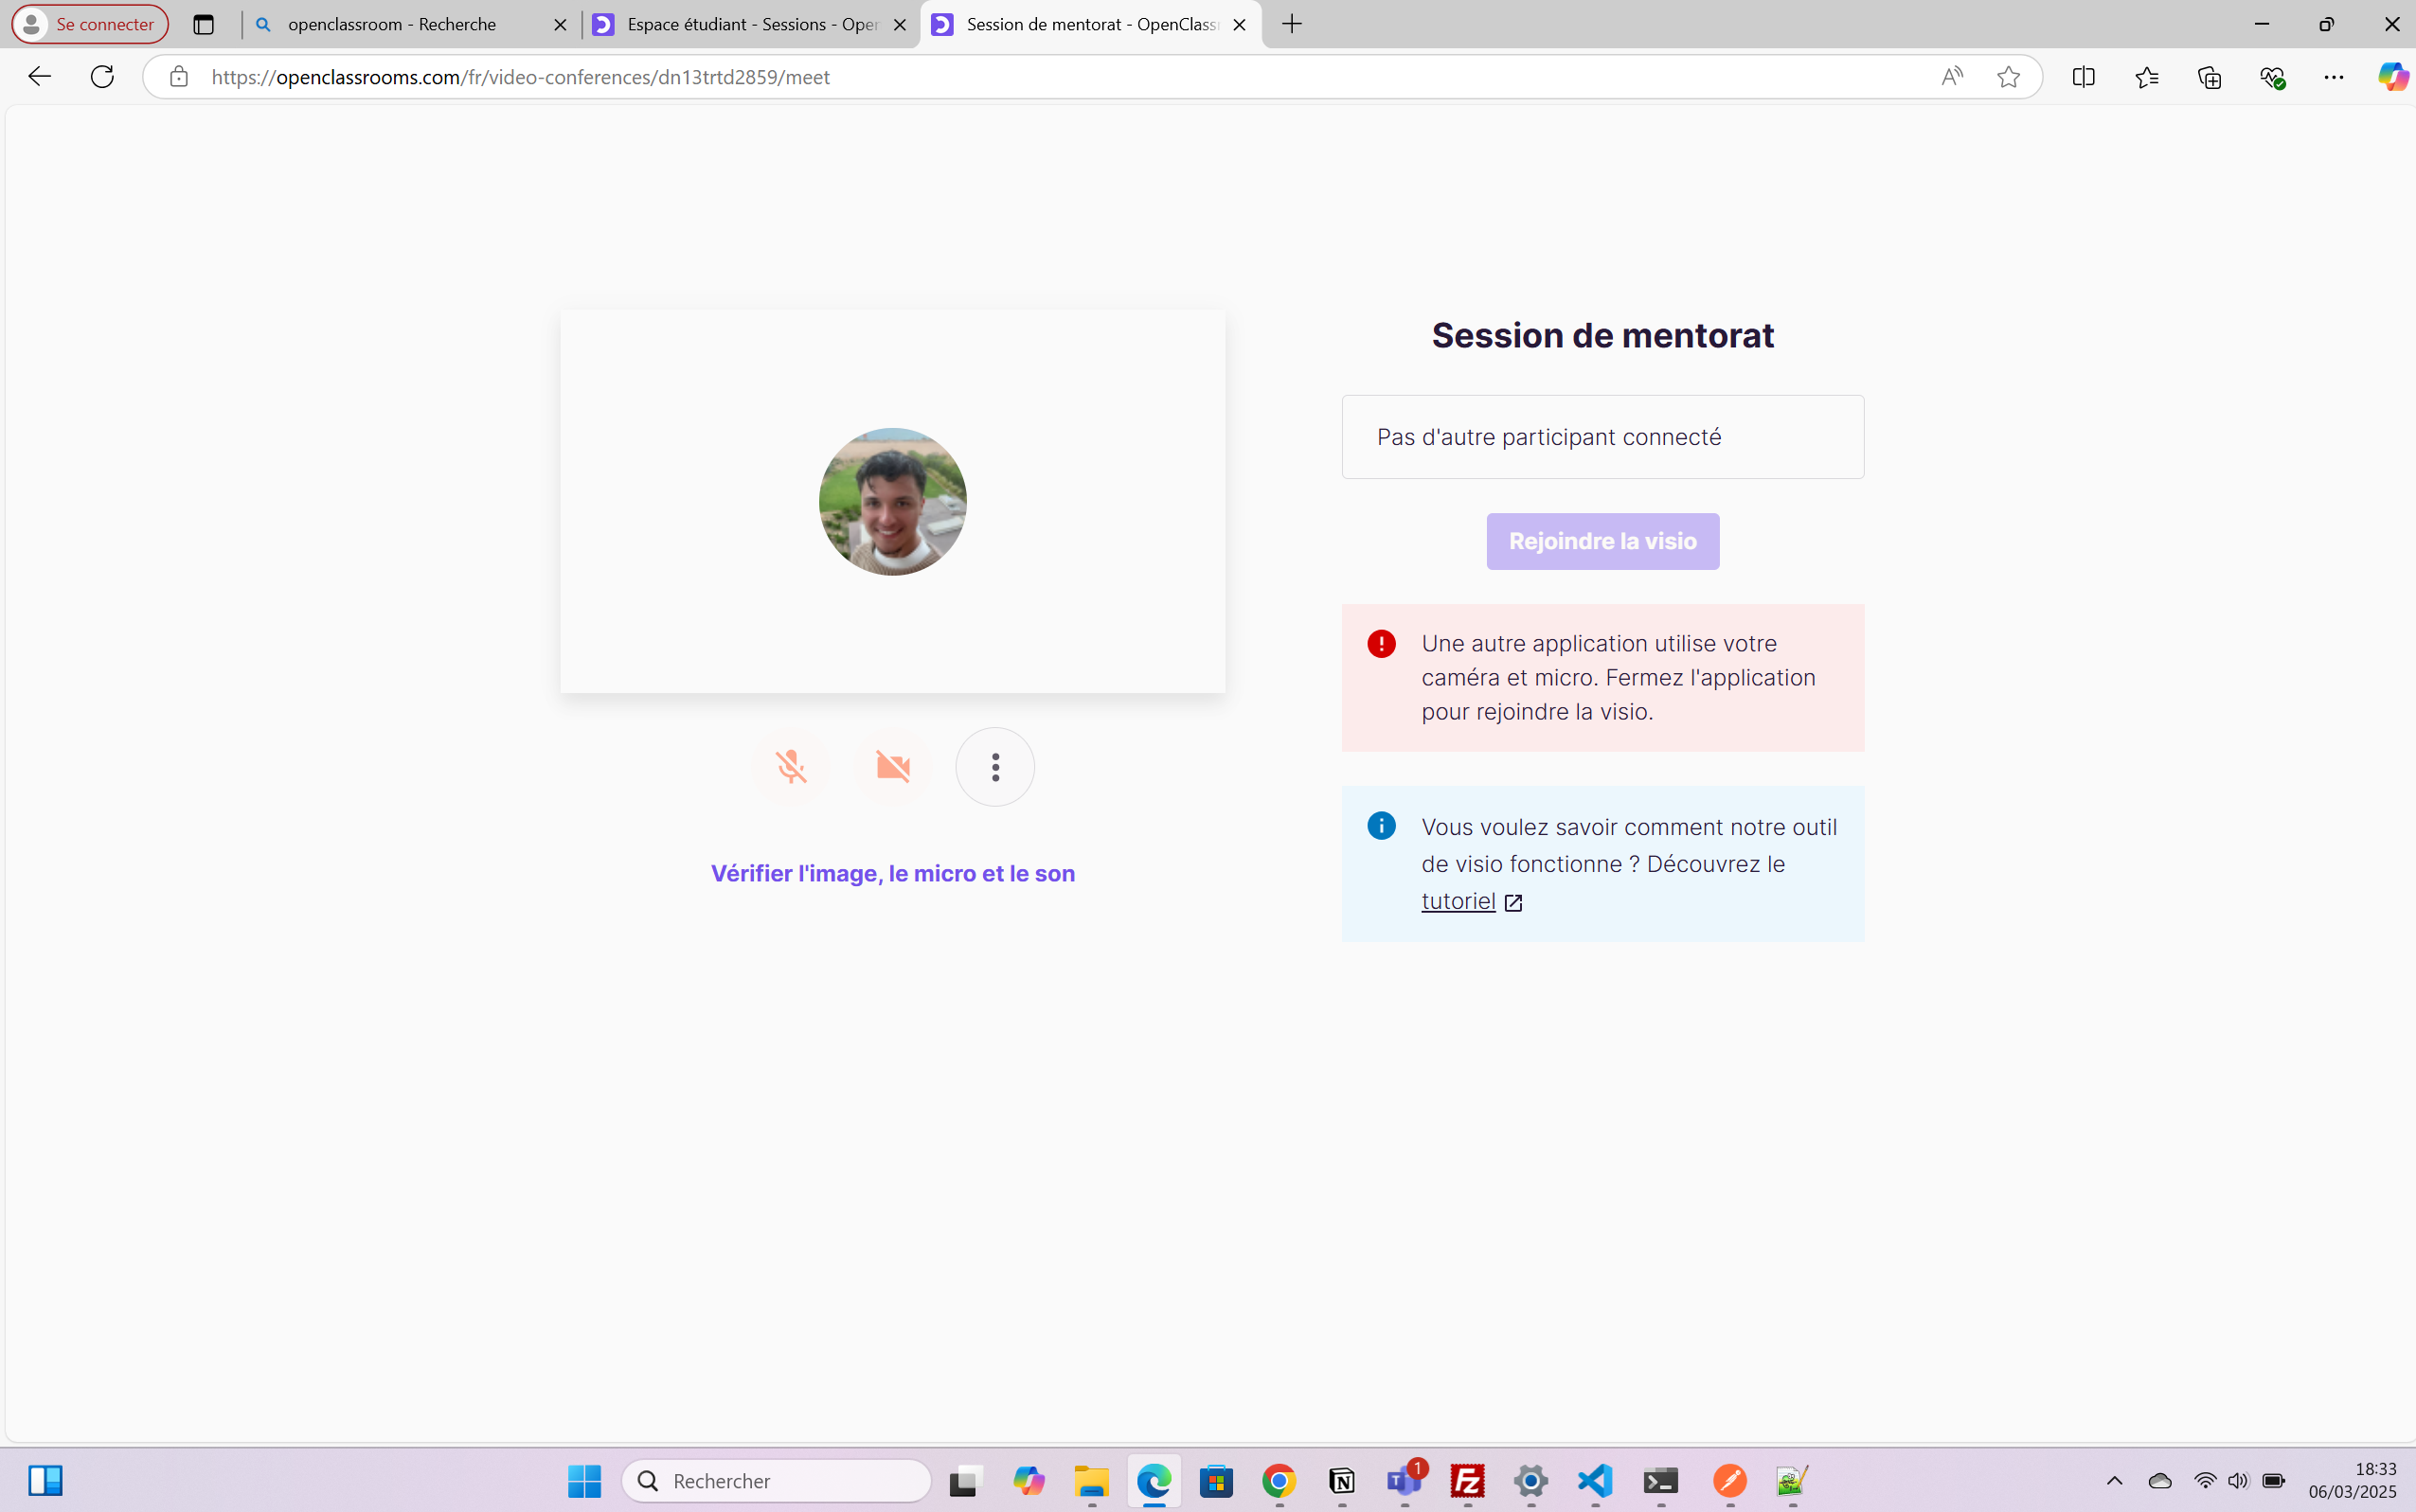 Se connecter
openclassroom - Recherche
Espace étudiant - Sessions - Oper
Session de mentorat - OpenClassr
https://openclassrooms.com/fr/video-conferences/dn13trtd2859/meet
Session de mentorat
Pas d'autre participant connecté
Rejoindre la visio
Une autre application utilise votre
caméra et micro. Fermez l'application
pour rejoindre la visio.
Vous voulez savoir comment notre outil
de visio fonctionne ? Découvrez le
tutoriel
Vérifier l'image, le micro et le son
Rechercher
1
18:33
06/03/2025